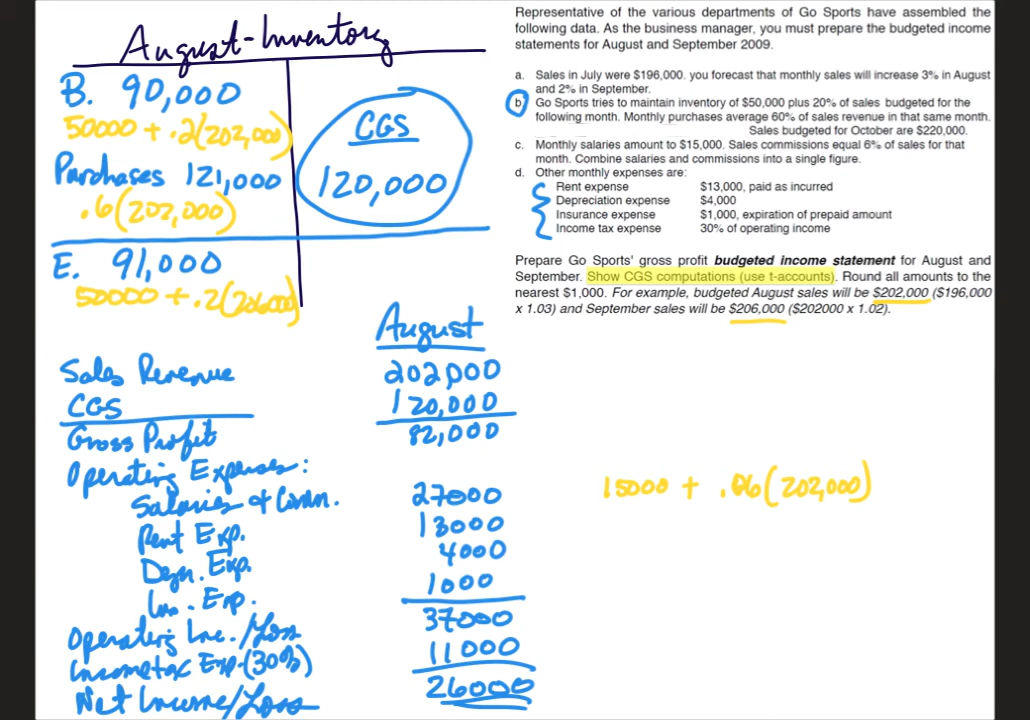 August-Inventory
B. 90,000
50000 + .2(202,000)
Purchases 121,000
.6(202,000)
E. 91,000
50000 + .2(206000)
CGS
120,000
Representative of the various departments of Go Sports have assembled the
following data. As the business manager, you must prepare the budgeted income
statements for August and September 2009.
a. Sales in July were $196,000. you forecast that monthly sales will increase 3% in August
and 2% in September.
b. Go Sports tries to maintain inventory of $50,000 plus 20% of sales budgeted for the
following month. Monthly purchases average 60% of sales revenue in that same month.
Sales budgeted for October are $220,000.
c. Monthly salaries amount to $15,000. Sales commissions equal 6% of sales for that
month. Combine salaries and commissions into a single figure.
d. Other monthly expenses are:
Rent expense $13,000, paid as incurred
Depreciation expense $4,000
Insurance expense $1,000, expiration of prepaid amount
Income tax expense 30% of operating income
Prepare Go Sports' gross profit budgeted income statement for August and
September. Show CGS computations (use t-accounts). Round all amounts to the
nearest $1,000. For example, budgeted August sales will be $202,000 ($196,000
x 1.03) and September sales will be $206,000 ($202000 x 1.02).
August
Sales Revenue 202,000
CGS 120,000
Gross Profit 82,000
Operating Expenses:
Salaries & Comm. 27000
Rent Exp. 13000
Depr. Exp. 4000
Ins. Exp. 1000
Operating Inc./Loss 37000
Income tax Exp.(30%) 11000
Net Income/Loss 26000
15000 + .06(202,000)